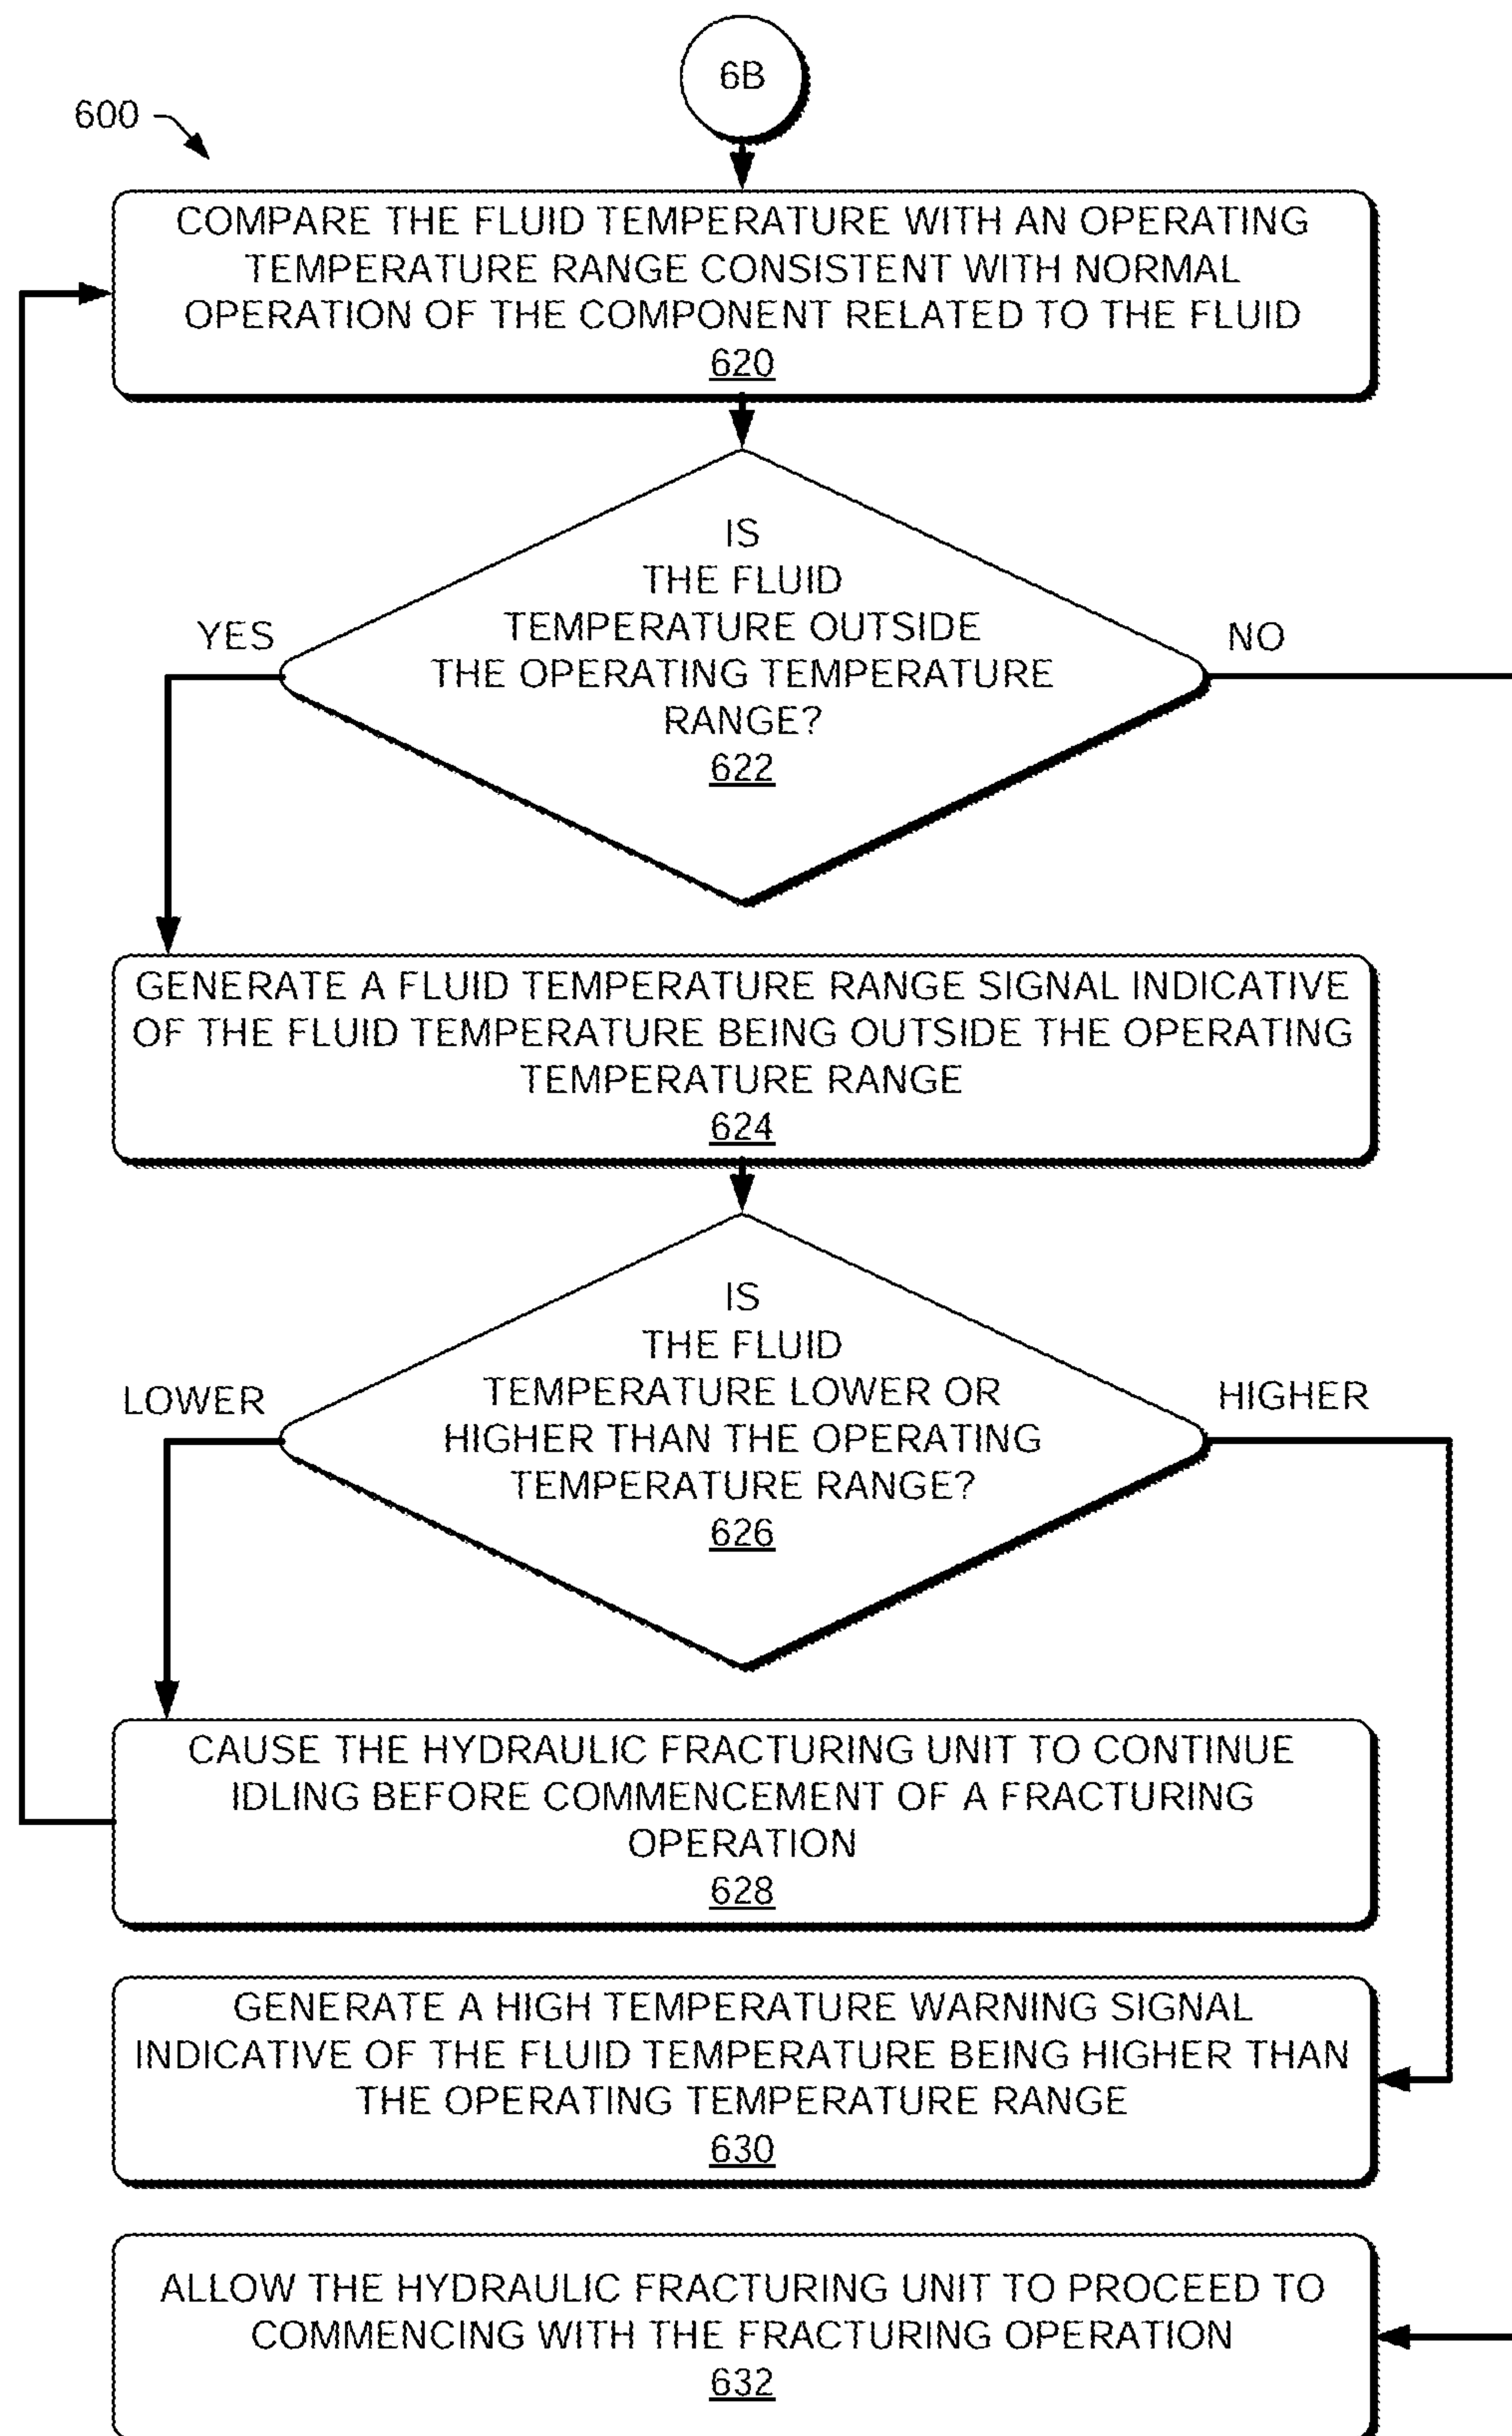 6B
600
COMPARE THE FLUID TEMPERATURE WITH AN OPERATING
TEMPERATURE RANGE CONSISTENT WITH NORMAL
OPERATION OF THE COMPONENT RELATED TO THE FLUID
620
IS
THE FLUID
TEMPERATURE OUTSIDE
THE OPERATING TEMPERATURE
RANGE?
622
YES
NO
GENERATE A FLUID TEMPERATURE RANGE SIGNAL INDICATIVE
OF THE FLUID TEMPERATURE BEING OUTSIDE THE OPERATING
TEMPERATURE RANGE
624
IS
THE FLUID
TEMPERATURE LOWER OR
HIGHER THAN THE OPERATING
TEMPERATURE RANGE?
626
LOWER
HIGHER
CAUSE THE HYDRAULIC FRACTURING UNIT TO CONTINUE
IDLING BEFORE COMMENCEMENT OF A FRACTURING
OPERATION
628
GENERATE A HIGH TEMPERATURE WARNING SIGNAL
INDICATIVE OF THE FLUID TEMPERATURE BEING HIGHER THAN
THE OPERATING TEMPERATURE RANGE
630
ALLOW THE HYDRAULIC FRACTURING UNIT TO PROCEED TO
COMMENCING WITH THE FRACTURING OPERATION
632